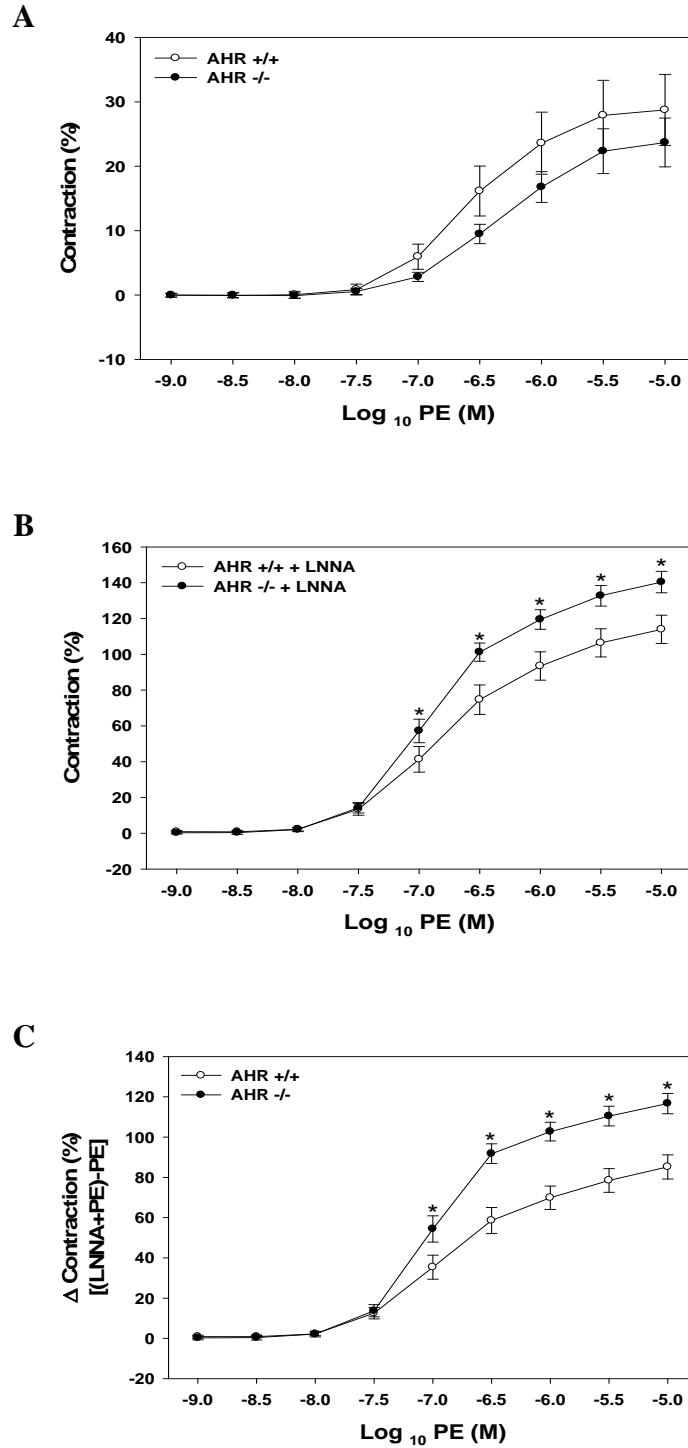 A
40
30
20
10
0
-10
Contraction (%)
AHR +/+
AHR -/-
-9.0 -8.5 -8.0 -7.5 -7.0 -6.5 -6.0 -5.5 -5.0
Log 10 PE (M)
B
160
140
120
100
80
60
40
20
0
-20
Contraction (%)
AHR +/+ + LNNA
AHR -/- + LNNA
* * * * *
-9.0 -8.5 -8.0 -7.5 -7.0 -6.5 -6.0 -5.5 -5.0
Log 10 PE (M)
C
140
120
100
80
60
40
20
0
-20
Δ Contraction (%)
[((LNNA+PE)-PE]
AHR +/+
AHR -/-
* * * * *
-9.0 -8.5 -8.0 -7.5 -7.0 -6.5 -6.0 -5.5 -5.0
Log 10 PE (M)